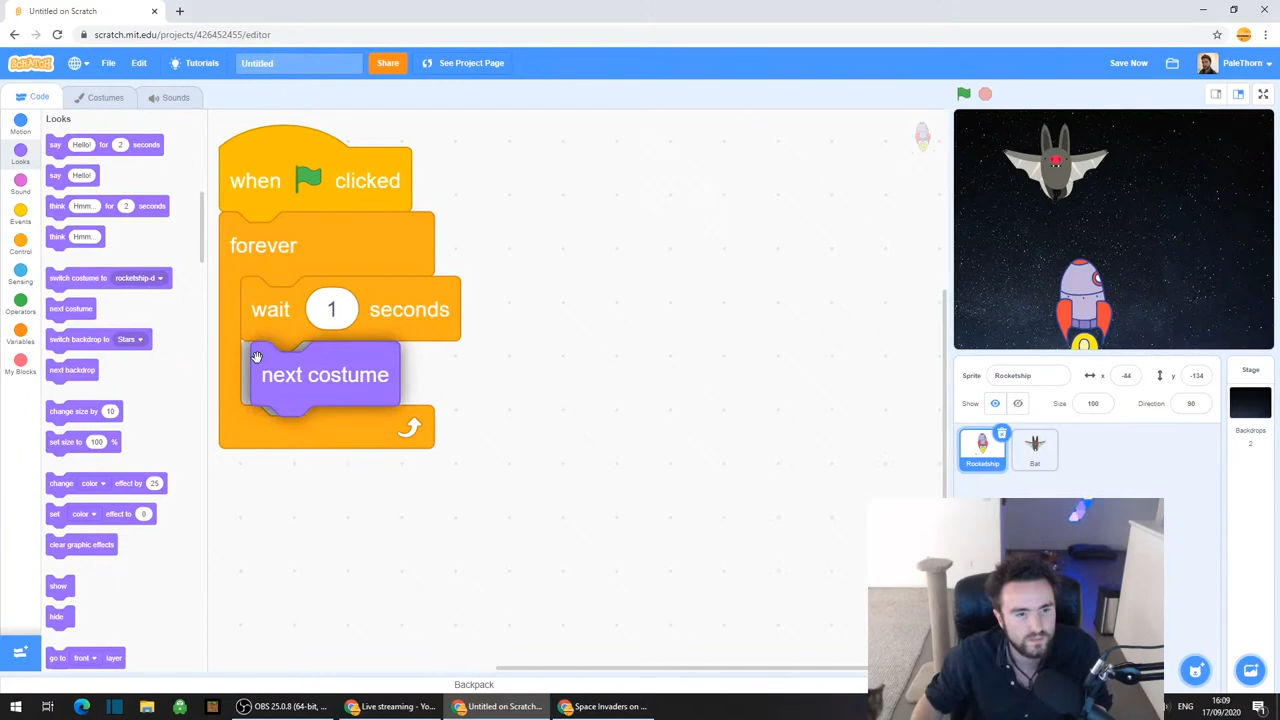 Untitled on Scratch
scratch.mit.edu/projects/426452455/editor
SCRATCH File Edit Tutorials Untitled Share See Project Page Save Now PaleThorn
Code Costumes Sounds
Motion
Looks
Sound
Events
Control
Sensing
Operators
Variables
My Blocks
Looks
say Hello! for 2 seconds
say Hello!
think Hmm... for 2 seconds
think Hmm...
switch costume to rocketship-d
next costume
switch backdrop to Stars
next backdrop
change size by 10
set size to 100 %
change color effect by 25
set color effect to 0
clear graphic effects
show
hide
go to front layer
when clicked
forever
wait 1 seconds
next costume
Sprite Rocketship x -44 y -134
Show Size 100 Direction 90
Rocketship
Bat
Stage
Backdrops
2
Backpack
OBS 25.0.8 (64-bit, ...
Live streaming - Yo...
Untitled on Scratch...
Space Invaders on ...
16:09
17/09/2020